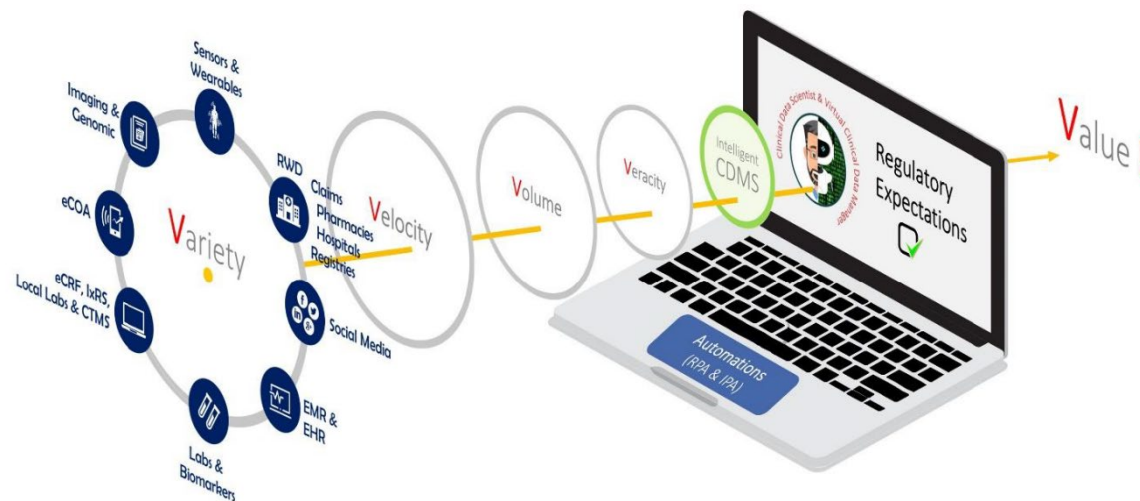 Sensors &
Wearables
Imaging &
Genomic
RWD
Claims
Pharmacies
Hospitals
Registries
eCOA
Variety
Velocity
Volume
Veracity
Intelligent
CDMS
Clinical Data Scientist & Virtual Clinical Data Manager
Regulatory
Expectations
Value
eCRF, IxRS,
Local Labs & CTMS
Social Media
EMR &
EHR
Labs &
Biomarkers
Automations
(RPA & IPA)